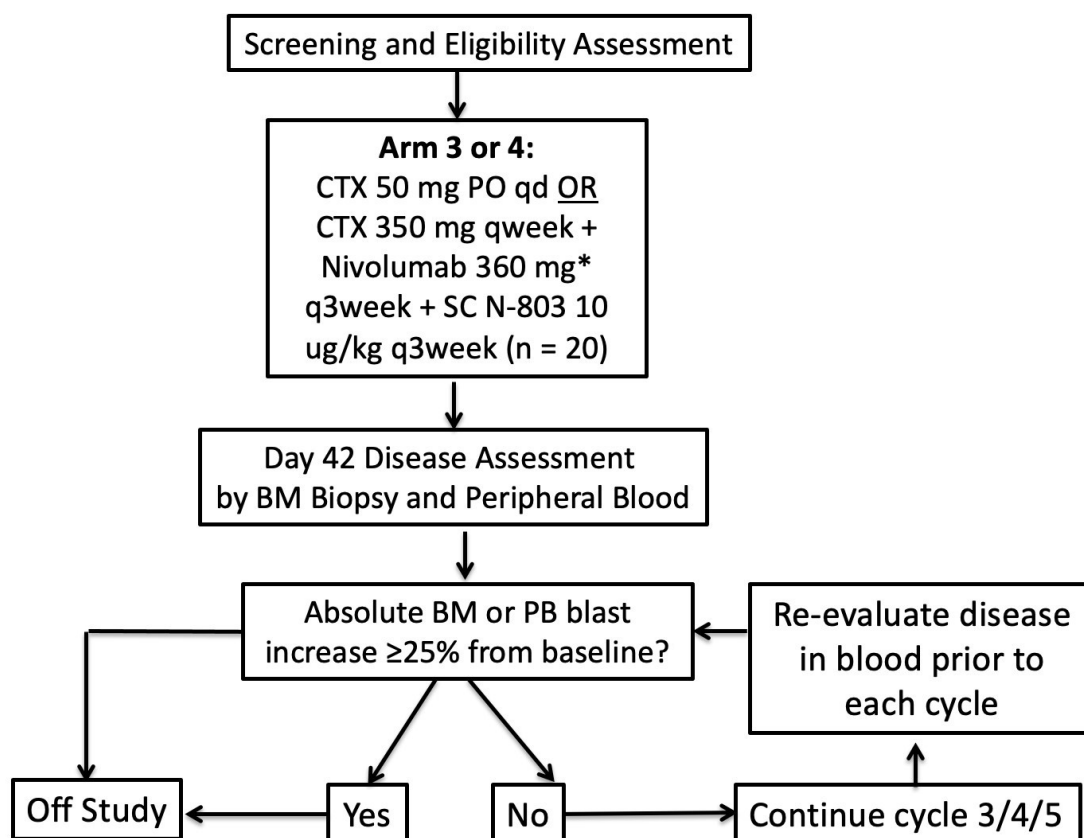 Screening and Eligibility Assessment
Arm 3 or 4:
CTX 50 mg PO qd OR
CTX 350 mg qweek +
Nivolumab 360 mg*
q3week + SC N-803 10
ug/kg q3week (n = 20)
Day 42 Disease Assessment
by BM Biopsy and Peripheral Blood
Absolute BM or PB blast
increase ≥25% from baseline?
Re-evaluate disease
in blood prior to
each cycle
Off Study
Yes
No
Continue cycle 3/4/5